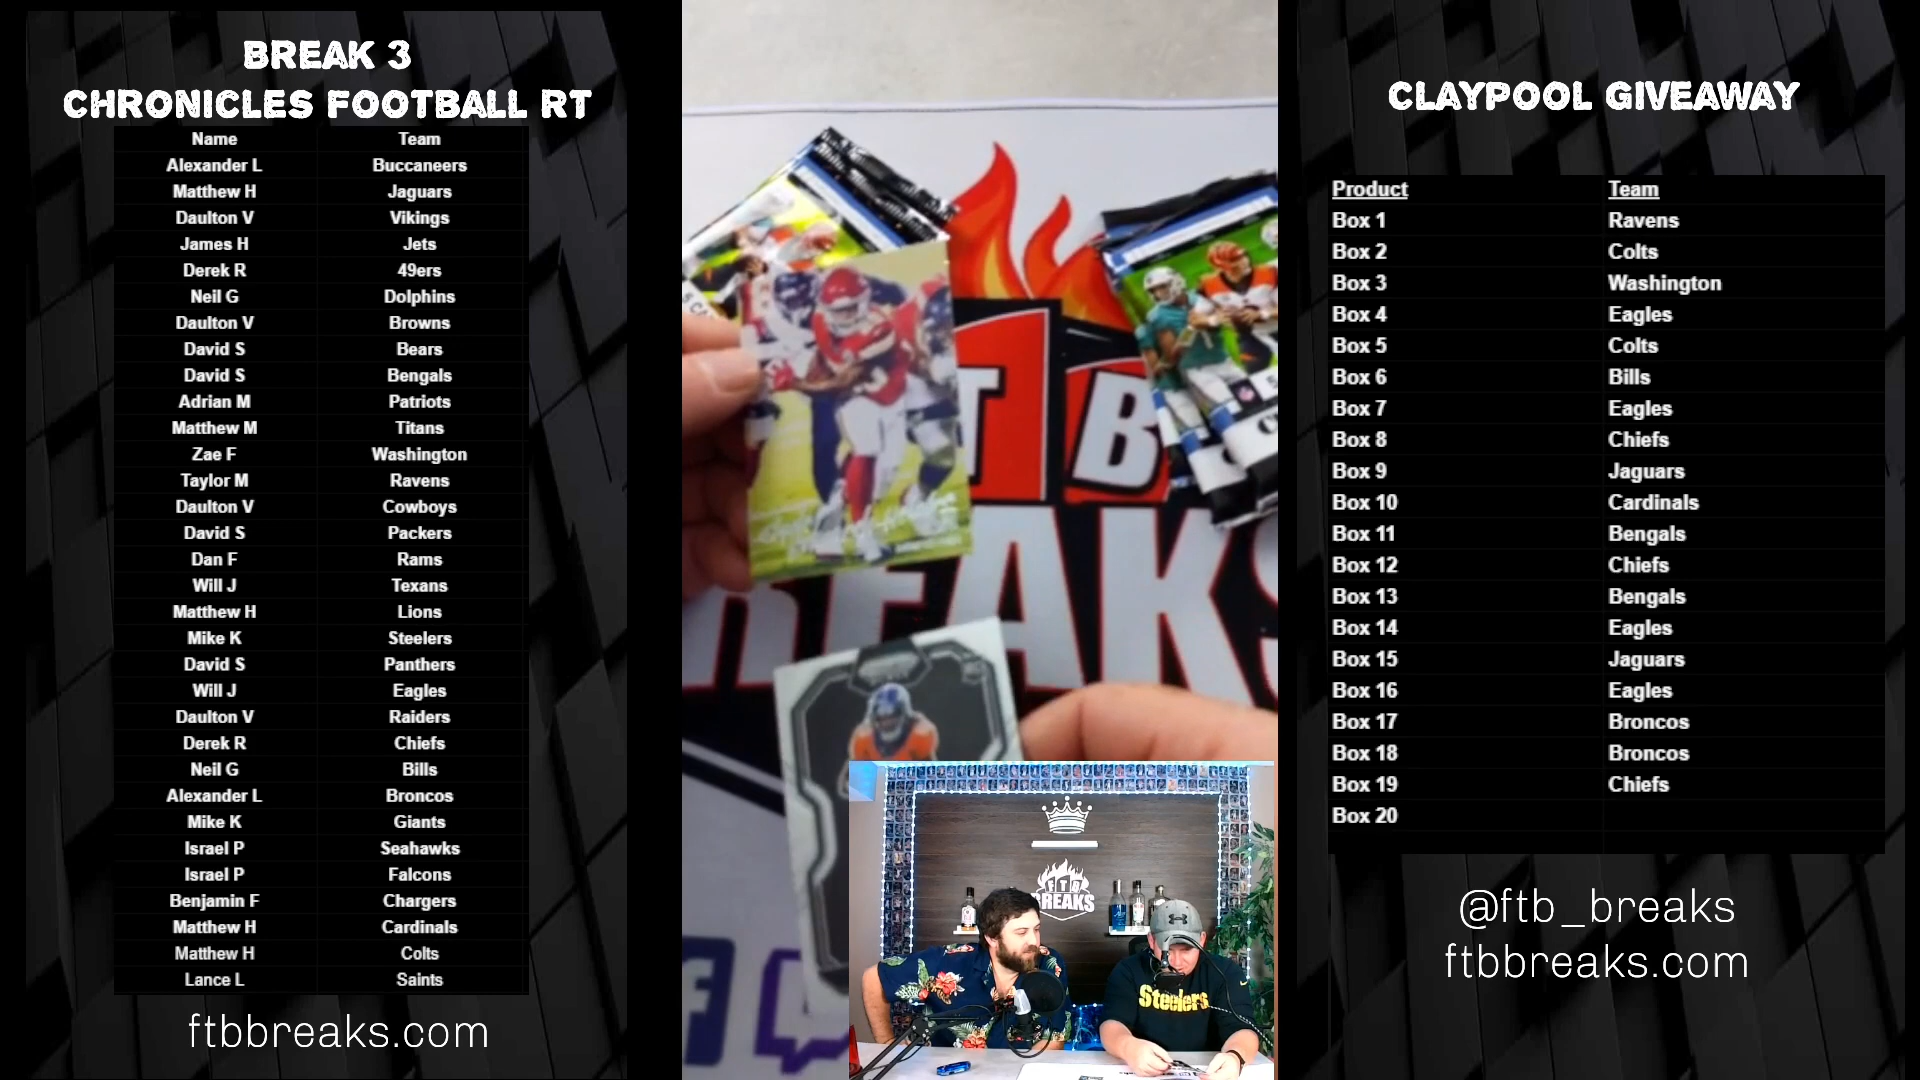 BREAK 3
CHRONICLES FOOTBALL RT
Name Team
Alexander L Buccaneers
Matthew H Jaguars
Daulton V Vikings
James H Jets
Derek R 49ers
Neil G Dolphins
Daulton V Browns
David S Bears
David S Bengals
Adrian M Patriots
Matthew M Titans
Zae F Washington
Taylor M Ravens
Daulton V Cowboys
David S Packers
Dan F Rams
Will J Texans
Matthew H Lions
Mike K Steelers
David S Panthers
Will J Eagles
Daulton V Raiders
Derek R Chiefs
Neil G Bills
Alexander L Broncos
Mike K Giants
Israel P Seahawks
Israel P Falcons
Benjamin F Chargers
Matthew H Cardinals
Matthew H Colts
Lance L Saints
ftbbreaks.com
T B
REAKS
FTB
BREAKS
Steelers
CLAYPOOL GIVEAWAY
Product Team
Box 1 Ravens
Box 2 Colts
Box 3 Washington
Box 4 Eagles
Box 5 Colts
Box 6 Bills
Box 7 Eagles
Box 8 Chiefs
Box 9 Jaguars
Box 10 Cardinals
Box 11 Bengals
Box 12 Chiefs
Box 13 Bengals
Box 14 Eagles
Box 15 Jaguars
Box 16 Eagles
Box 17 Broncos
Box 18 Broncos
Box 19 Chiefs
Box 20
@ftb_breaks
ftbbreaks.com